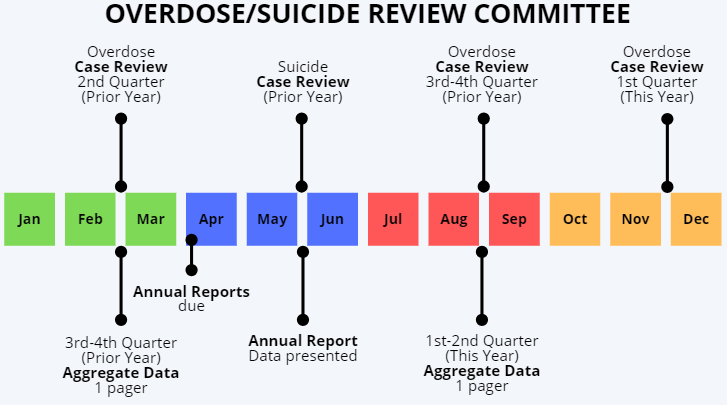 OVERDOSE/SUICIDE REVIEW COMMITTEE
Overdose
Case Review
2nd Quarter
(Prior Year)
Suicide
Case Review
(Prior Year)
Overdose
Case Review
3rd-4th Quarter
(Prior Year)
Overdose
Case Review
1st Quarter
(This Year)
Jan
Feb
Mar
Apr
May
Jun
Jul
Aug
Sep
Oct
Nov
Dec
3rd-4th Quarter
(Prior Year)
Aggregate Data
1 pager
Annual Reports
due
Annual Report
Data presented
1st-2nd Quarter
(This Year)
Aggregate Data
1 pager